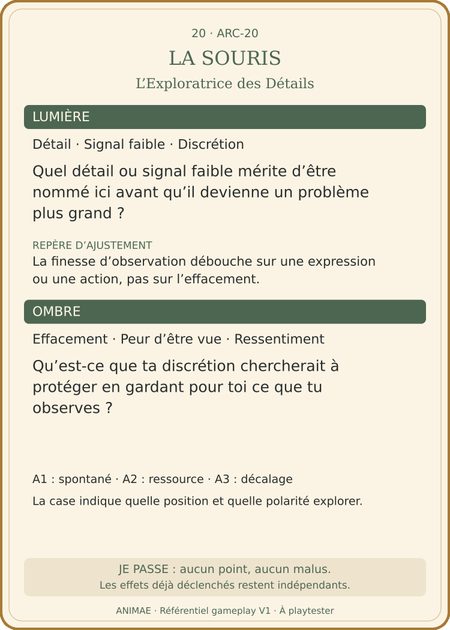 20 · ARC-20
LA SOURIS
L’Exploratrice des Détails
LUMIÈRE
Détail · Signal faible · Discrétion
Quel détail ou signal faible mérite d’être
nommé ici avant qu’il devienne un problème
plus grand ?
REPÈRE D’AJUSTEMENT
La finesse d’observation débouche sur une expression
ou une action, pas sur l’effacement.
OMBRE
Effacement · Peur d’être vue · Ressentiment
Qu’est-ce que ta discrétion chercherait à
protéger en gardant pour toi ce que tu
observes ?
A1 : spontané · A2 : ressource · A3 : décalage
La case indique quelle position et quelle polarité explorer.
JE PASSE : aucun point, aucun malus.
Les effets déjà déclenchés restent indépendants.
ANIMAE · Référentiel gameplay V1 · À playtester